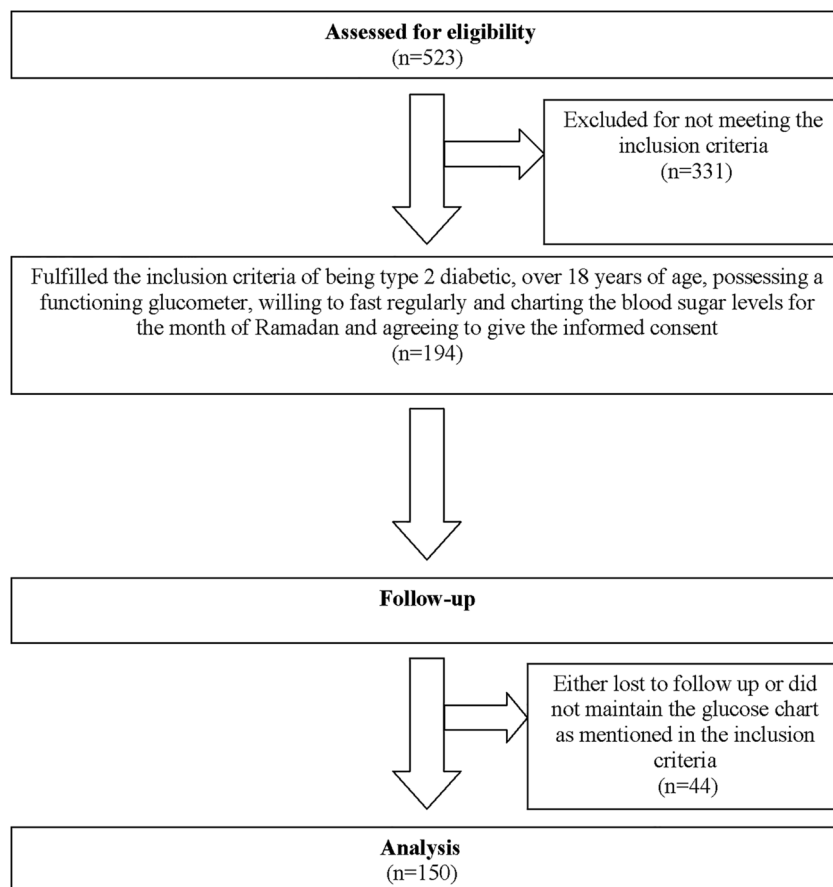 Assessed for eligibility
(n=523)
Excluded for not meeting the
inclusion criteria
(n=331)
Fulfilled the inclusion criteria of being type 2 diabetic, over 18 years of age, possessing a
functioning glucometer, willing to fast regularly and charting the blood sugar levels for
the month of Ramadan and agreeing to give the informed consent
(n=194)
Follow-up
Either lost to follow up or did
not maintain the glucose chart
as mentioned in the inclusion
criteria
(n=44)
Analysis
(n=150)